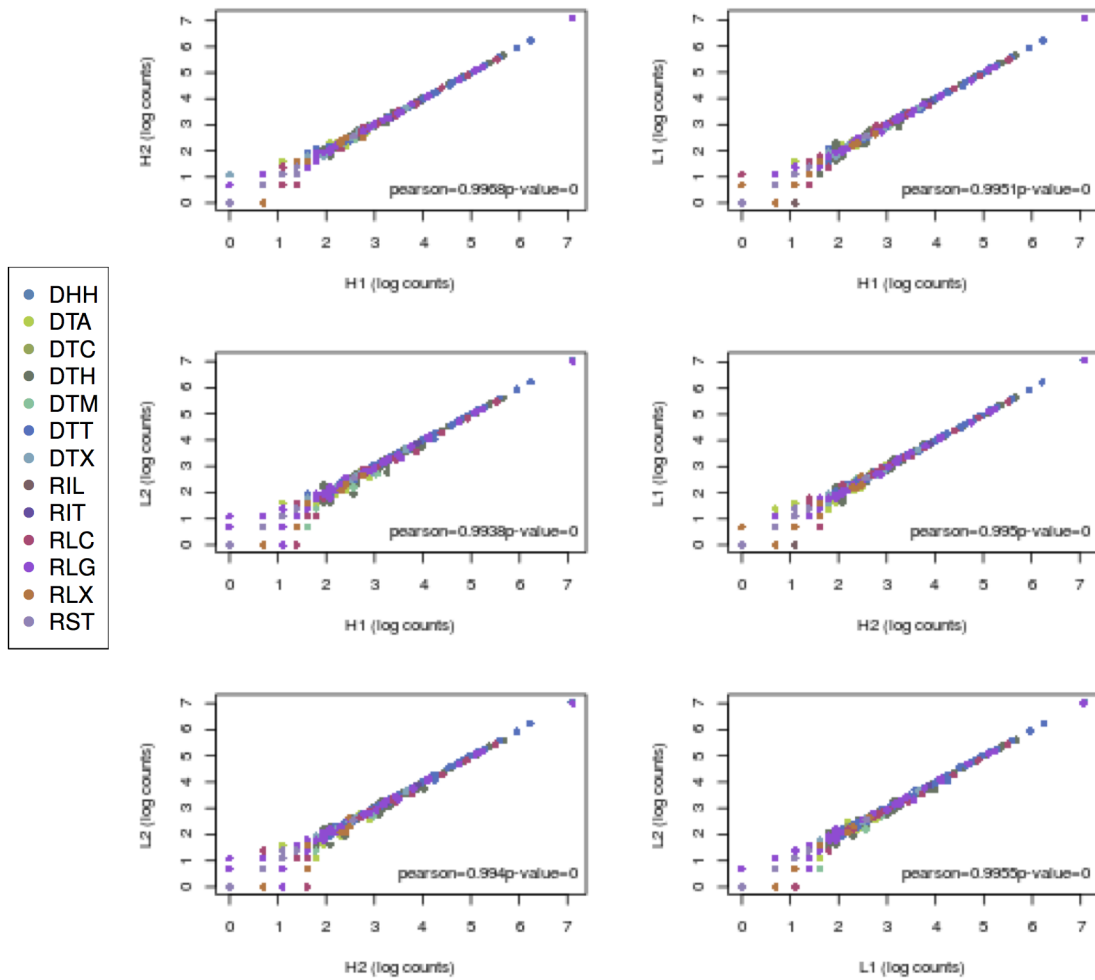 DHH
DTA
DTC
DTH
DTM
DTT
DTX
RIL
RIT
RLC
RLG
RLX
RST
H2 (log counts)
7
6
5
4
3
2
1
0
pearson=0.9968p-value=0
0 1 2 3 4 5 6 7
H1 (log counts)
L1 (log counts)
7
6
5
4
3
2
1
0
pearson=0.9951p-value=0
0 1 2 3 4 5 6 7
H1 (log counts)
L2 (log counts)
7
6
5
4
3
2
1
0
pearson=0.9938p-value=0
0 1 2 3 4 5 6 7
H1 (log counts)
L1 (log counts)
7
6
5
4
3
2
1
0
pearson=0.995p-value=0
0 1 2 3 4 5 6 7
H2 (log counts)
L2 (log counts)
7
6
5
4
3
2
1
0
pearson=0.994p-value=0
0 1 2 3 4 5 6 7
H2 (log counts)
L2 (log counts)
7
6
5
4
3
2
1
0
pearson=0.9955p-value=0
0 1 2 3 4 5 6 7
L1 (log counts)